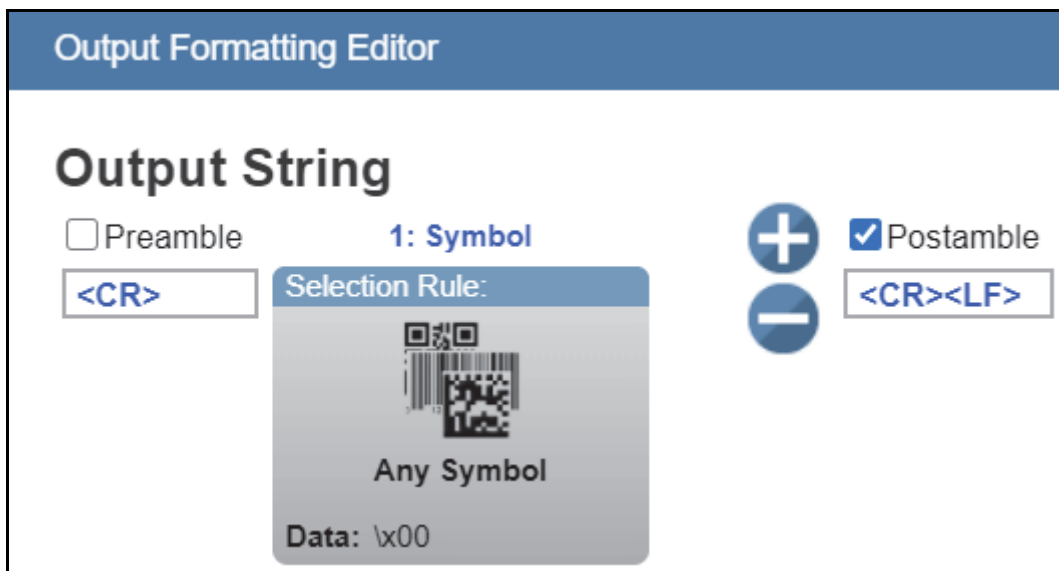 Output Formatting Editor
Output String
Preamble 1: Symbol Postamble
<CR> Selection Rule: <CR><LF>
Any Symbol
Data: \x00